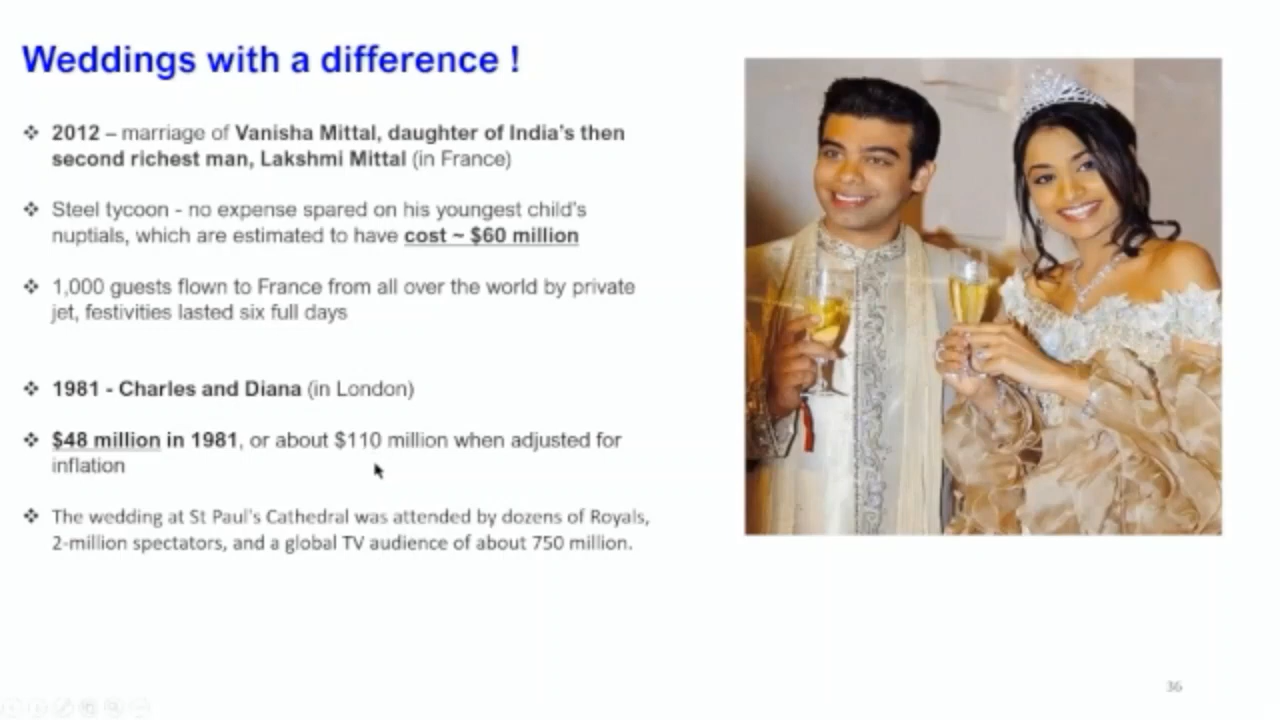 Weddings with a difference !
❖ 2012 – marriage of Vanisha Mittal, daughter of India's then
second richest man, Lakshmi Mittal (in France)
❖ Steel tycoon - no expense spared on his youngest child's
nuptials, which are estimated to have cost ~ $60 million
❖ 1,000 guests flown to France from all over the world by private
jet, festivities lasted six full days
❖ 1981 - Charles and Diana (in London)
❖ $48 million in 1981, or about $110 million when adjusted for
inflation
❖ The wedding at St Paul's Cathedral was attended by dozens of Royals,
2-million spectators, and a global TV audience of about 750 million.
36